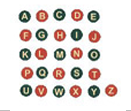 A B C D E
F G H I J
K L M N O
P Q R S T
U V W X Y Z